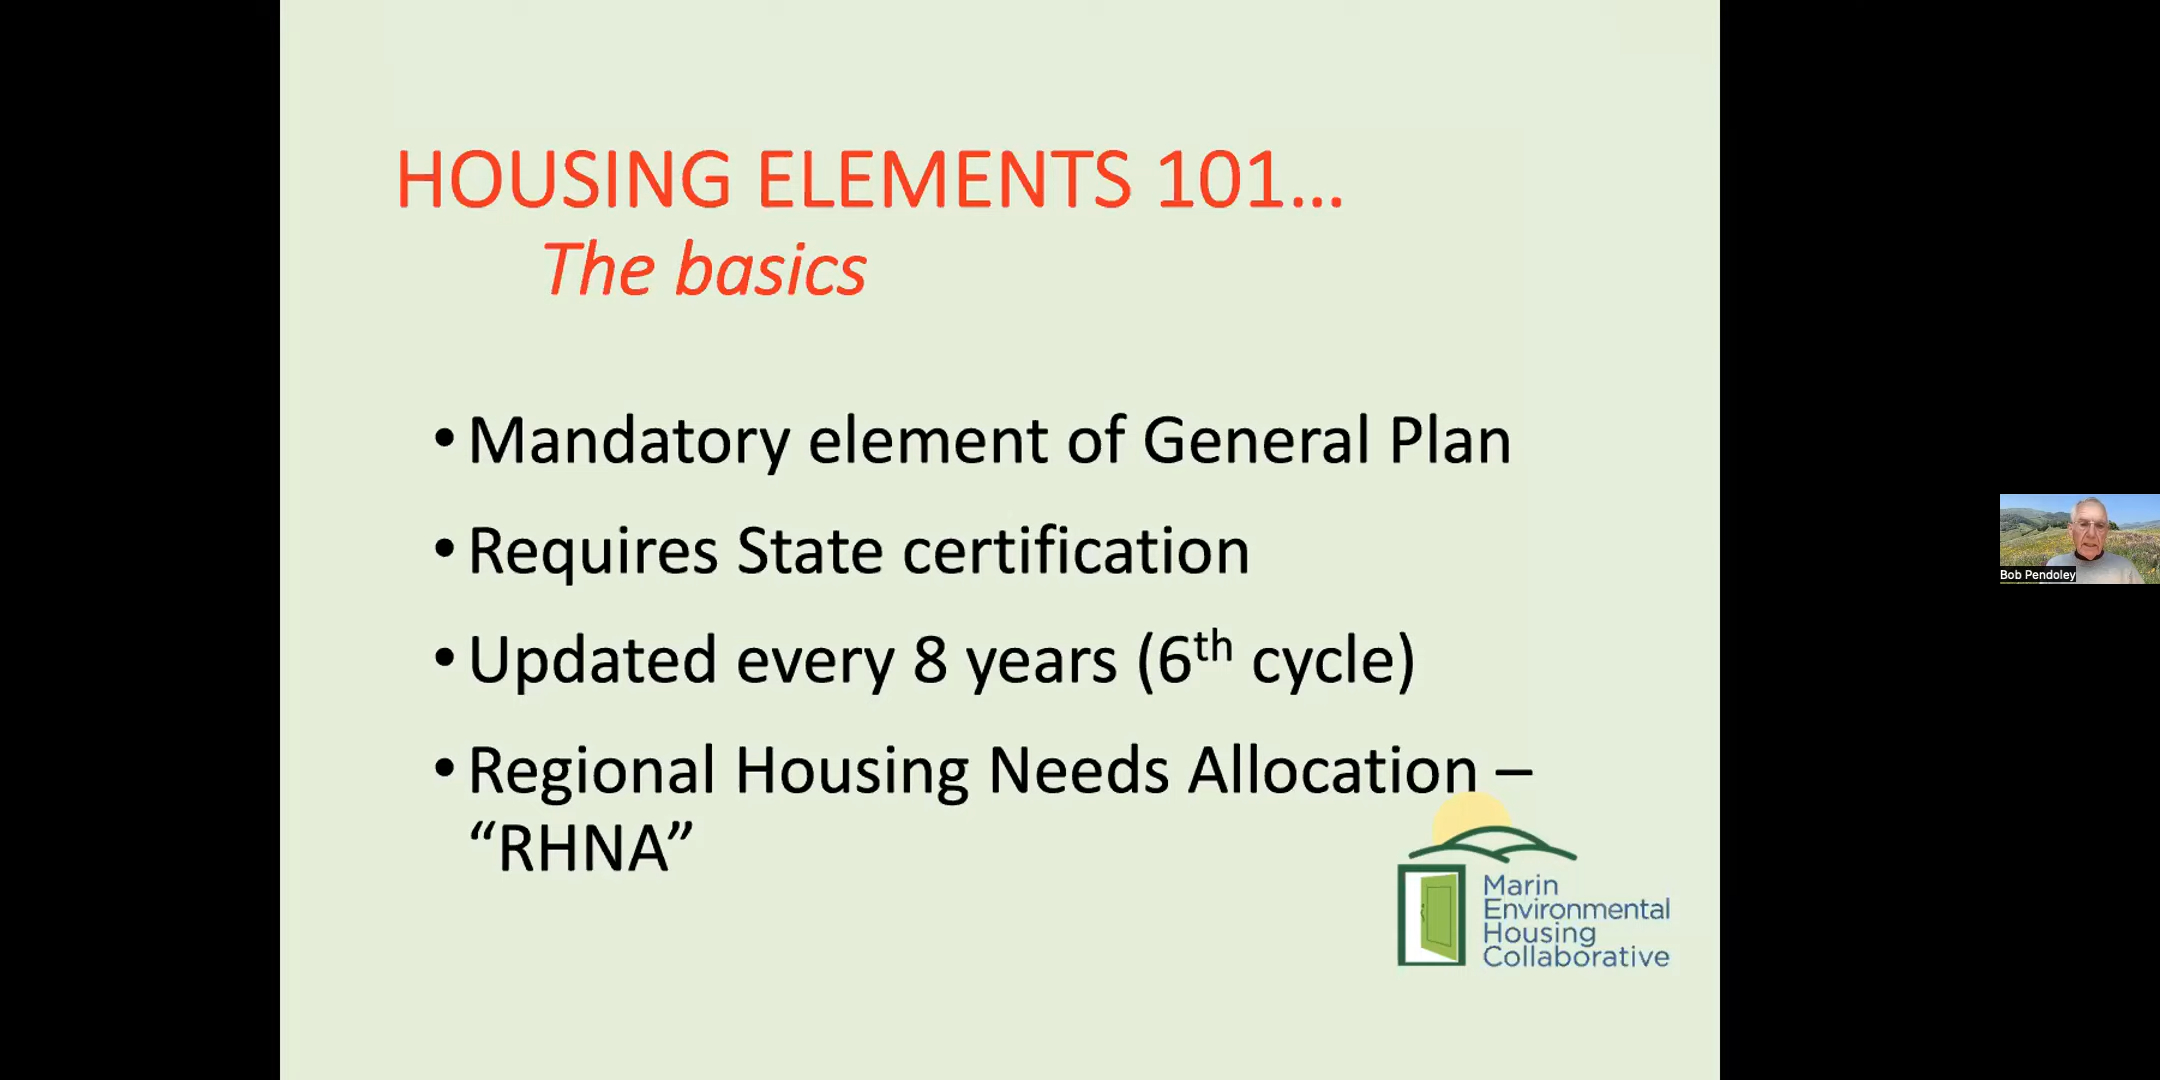 HOUSING ELEMENTS 101...
The basics
• Mandatory element of General Plan
• Requires State certification
• Updated every 8 years (6th cycle)
• Regional Housing Needs Allocation –
“RHNA”
Marin
Environmental
Housing
Collaborative
Bob Pendoley